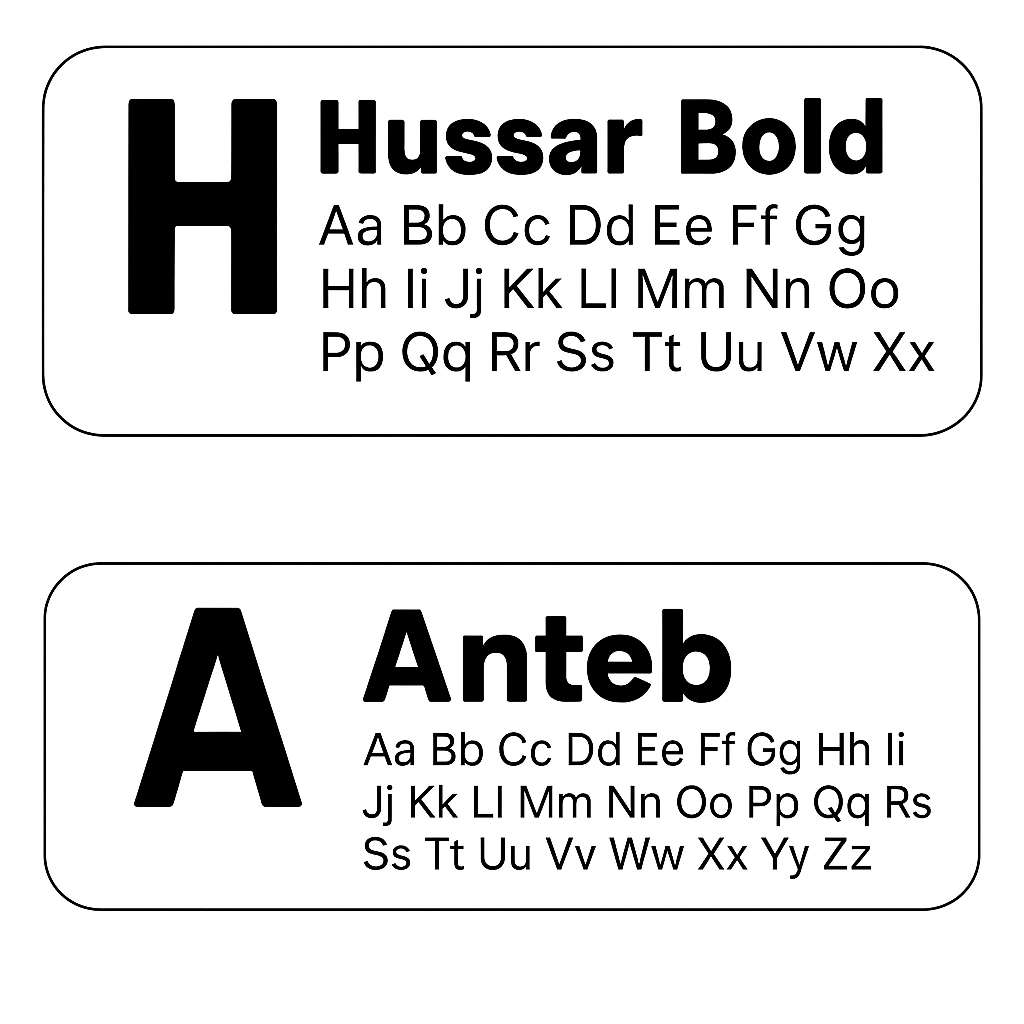 H
Hussar Bold
Aa Bb Cc Dd Ee Ff Gg
Hh Ii Jj Kk Ll Mm Nn Oo
Pp Qq Rr Ss Tt Uu Vw Xx
A
Anteb
Aa Bb Cc Dd Ee Ff Gg Hh Ii
Jj Kk Ll Mm Nn Oo Pp Qq Rs
Ss Tt Uu Vv Ww Xx Yy Zz